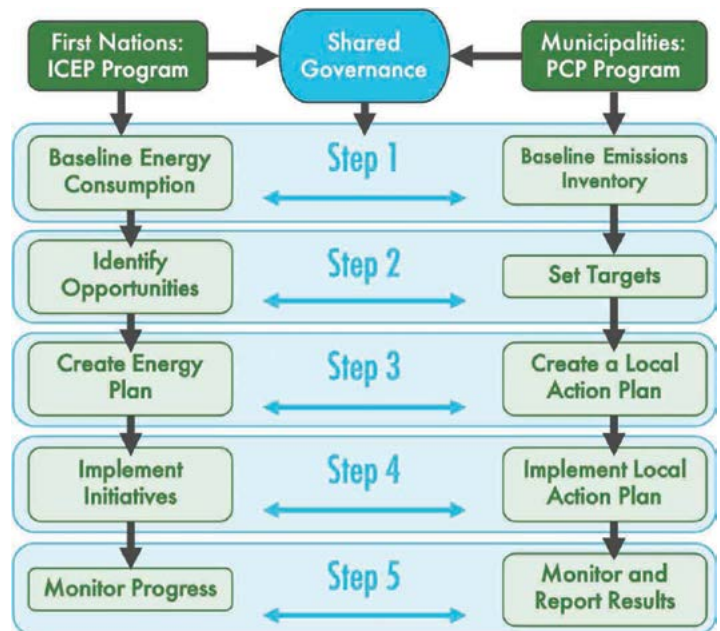 First Nations:
ICEP Program
Shared
Governance
Municipalities:
PCP Program
Baseline Energy
Consumption
Step 1
Baseline Emissions
Inventory
Identify
Opportunities
Step 2
Set Targets
Create Energy
Plan
Step 3
Create a Local
Action Plan
Implement
Initiatives
Step 4
Implement Local
Action Plan
Monitor Progress
Step 5
Monitor and
Report Results